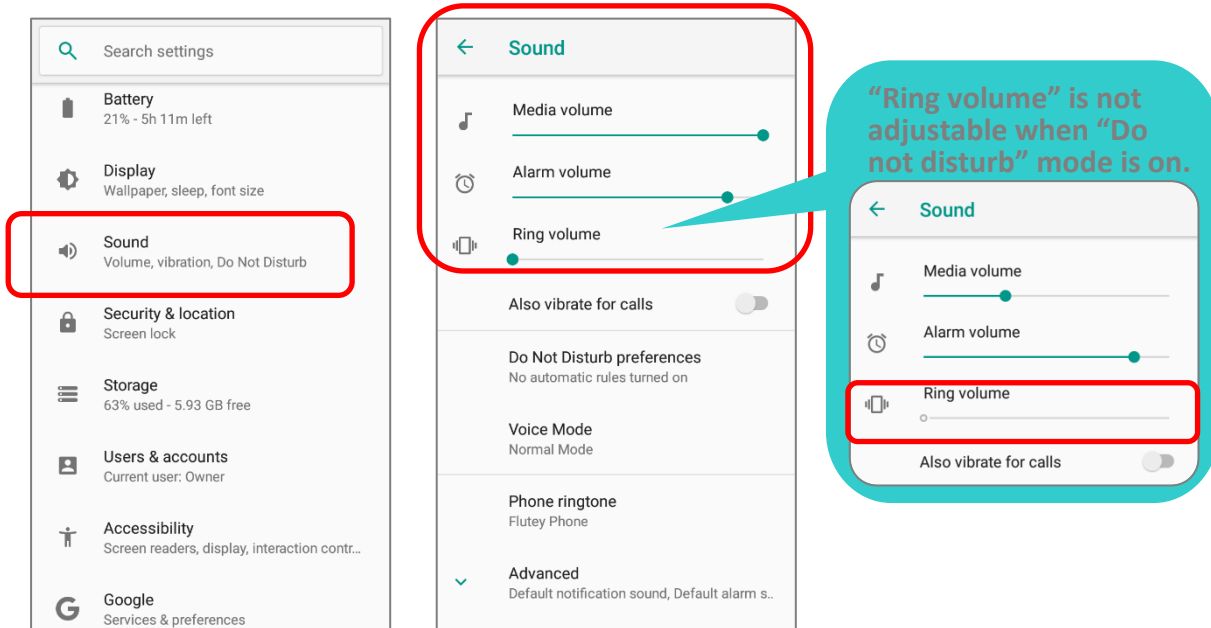 Search settings
Battery
21% - 5h 11m left
Display
Wallpaper, sleep, font size
Sound
Volume, vibration, Do Not Disturb
Security & location
Screen lock
Storage
63% used - 5.93 GB free
Users & accounts
Current user: Owner
Accessibility
Screen readers, display, interaction contr...
Google
Services & preferences
Sound
Media volume
Alarm volume
Ring volume
Also vibrate for calls
Do Not Disturb preferences
No automatic rules turned on
Voice Mode
Normal Mode
Phone ringtone
Flutey Phone
Advanced
Default notification sound, Default alarm s..
“Ring volume” is not
adjustable when “Do
not disturb” mode is on.
Sound
Media volume
Alarm volume
Ring volume
Also vibrate for calls